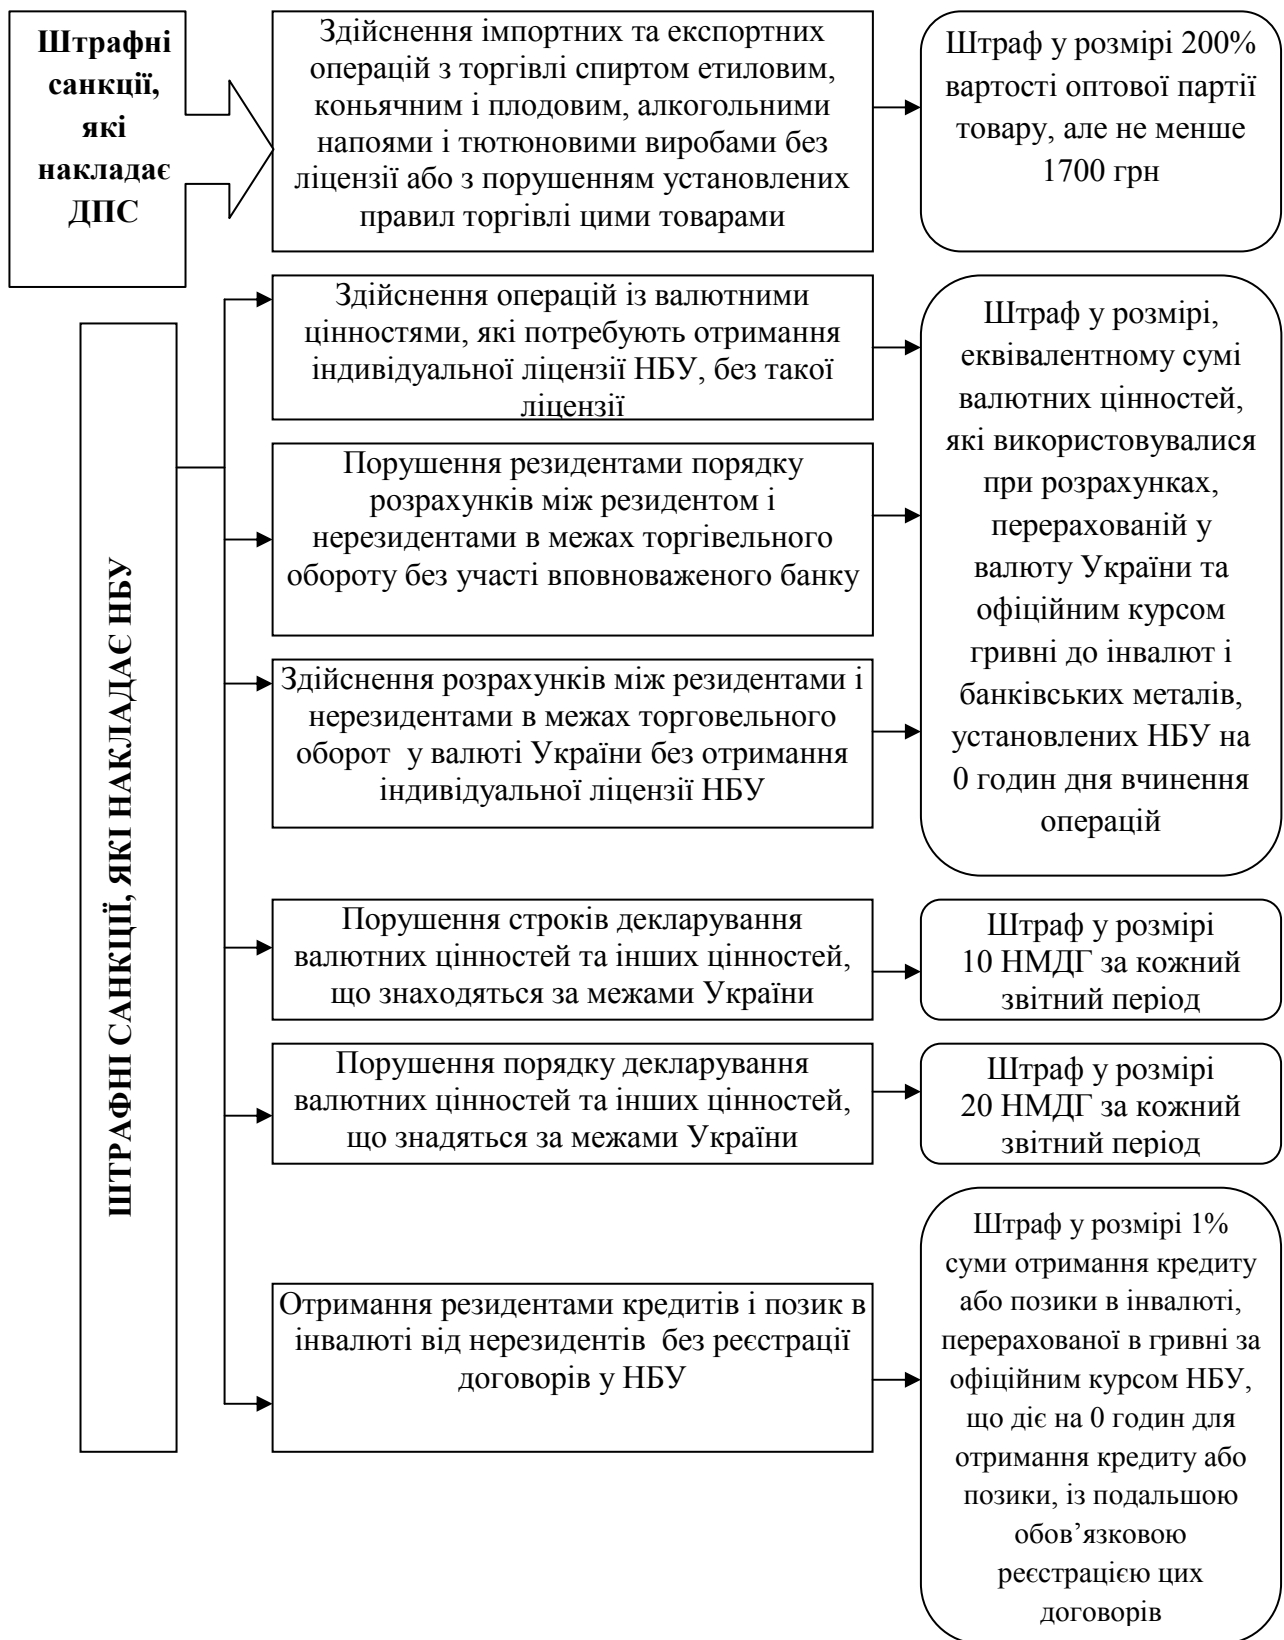 Штрафні
санкції,
які
накладає
ДПС
Здійснення імпортних та експортних
операцій з торгівлі спиртом етиловим,
коньячним і плодовим, алкогольними
напоями і тютюновими виробами без
ліцензії або з порушенням установлених
правил торгівлі цими товарами
Штраф у розмірі 200%
вартості оптової партії
товару, але не менше
1700 грн
ШТРАФНІ САНКЦІЇ, ЯКІ НАКЛАДАЄ НБУ
Здійснення операцій із валютними
цінностями, які потребують отримання
індивідуальної ліцензії НБУ, без такої
ліцензії
Порушення резидентами порядку
розрахунків між резидентом і
нерезидентами в межах торгівельного
обороту без участі вповноваженого банку
Здійснення розрахунків між резидентами і
нерезидентами в межах торговельного
оборот у валюті України без отримання
індивідуальної ліцензії НБУ
Штраф у розмірі,
еквівалентному сумі
валютних цінностей,
які використовувалися
при розрахунках,
перерахованій у
валюту України та
офіційним курсом
гривні до інвалют і
банківських металів,
установлених НБУ на
0 годин дня вчинення
операцій
Порушення строків декларування
валютних цінностей та інших цінностей,
що знаходяться за межами України
Штраф у розмірі
10 НМДГ за кожний
звітний період
Порушення порядку декларування
валютних цінностей та інших цінностей,
що знадяться за межами України
Штраф у розмірі
20 НМДГ за кожний
звітний період
Отримання резидентами кредитів і позик в
інвалюті від нерезидентів без реєстрації
договорів у НБУ
Штраф у розмірі 1%
суми отримання кредиту
або позики в інвалюті,
перерахованої в гривні за
офіційним курсом НБУ,
що діє на 0 годин для
отримання кредиту або
позики, із подальшою
обов’язковою
реєстрацією цих
договорів